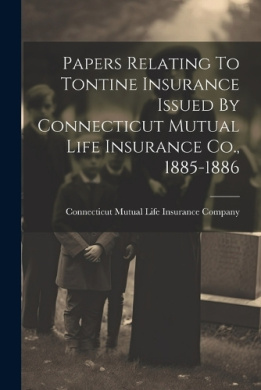 Papers Relating To
Tontine Insurance
Issued By
Connecticut Mutual
Life Insurance Co.,
1885-1886
Connecticut Mutual Life Insurance Company